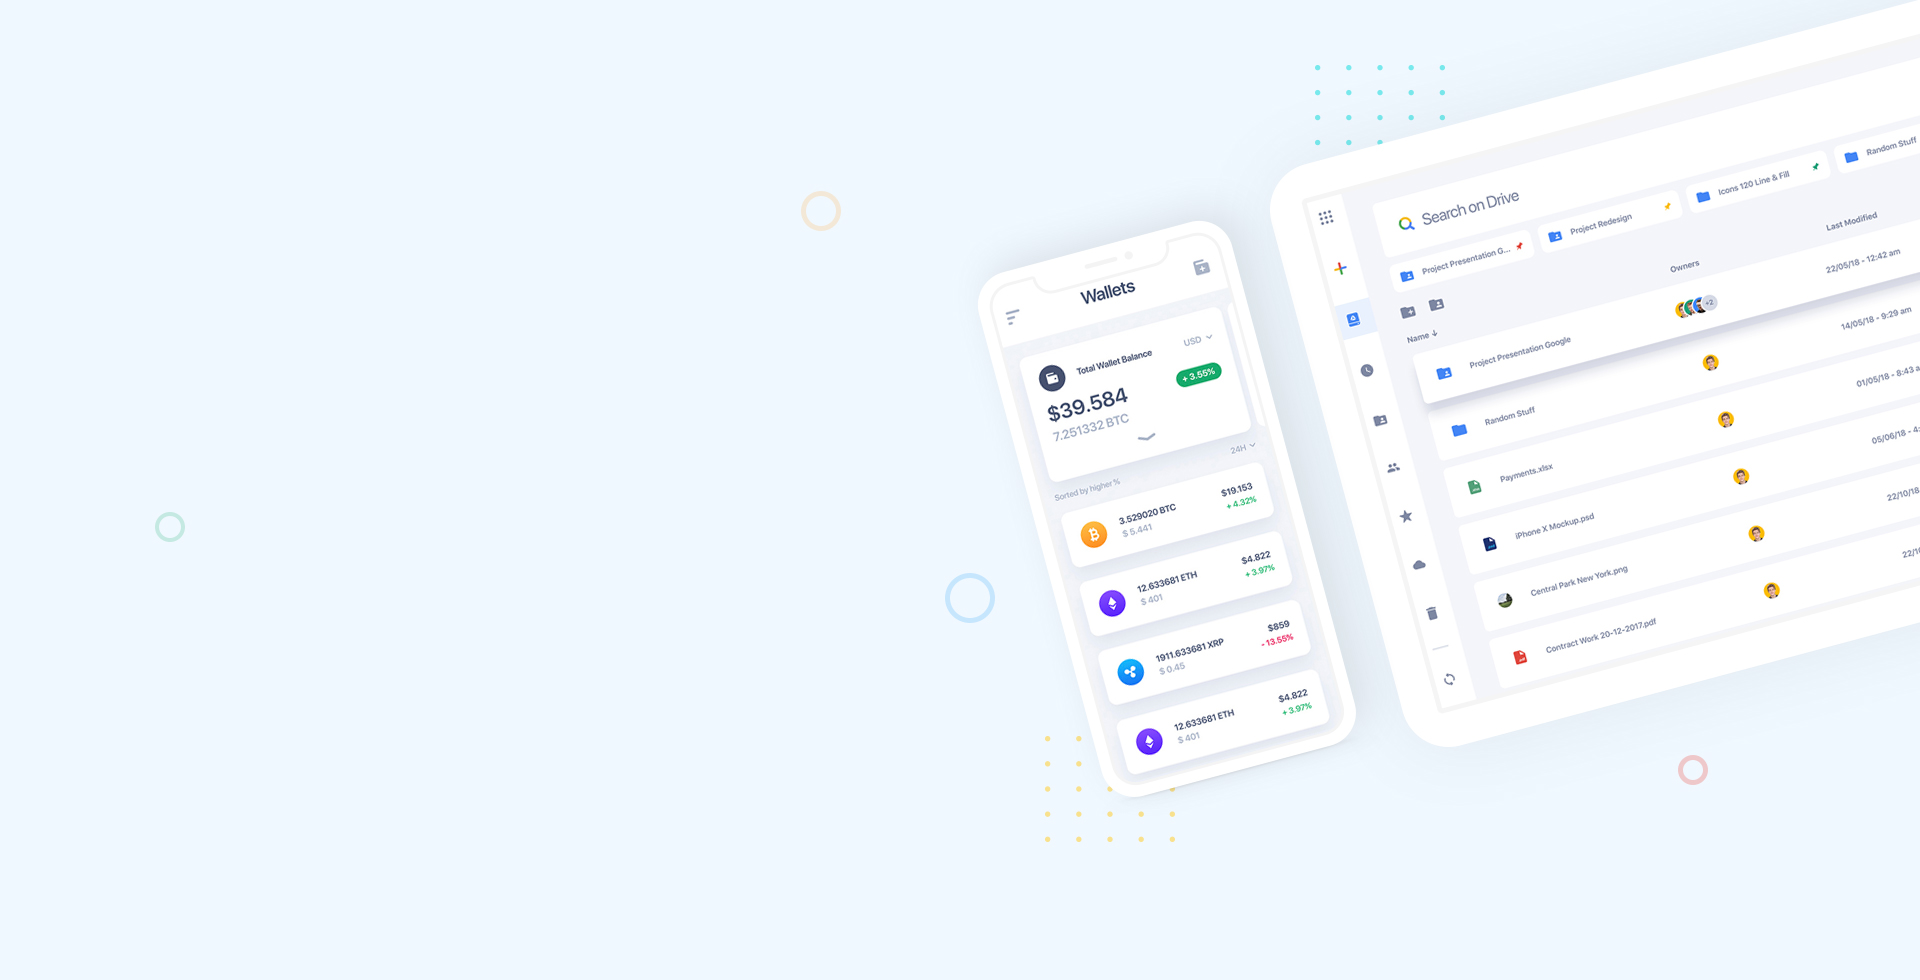 Wallets
Total Wallet Balance
USD
$39.584
+ 3.55%
7.251332 BTC
24H
Sorted by higher %
3.529020 BTC
$19.153
$ 5.441
+ 4.32%
12.633681 ETH
$4.822
$ 401
+ 3.97%
1911.633681 XRP
$859
$ 0.45
- 13.55%
12.633681 ETH
$4.822
$ 401
+ 3.97%
Search on Drive
Project Presentation G...
Project Redesign
Icons 120 Line & Fill
Random Stuff
Name
Owners
Last Modified
Project Presentation Google
+2
22/05/18 - 12:42 am
Random Stuff
14/05/18 - 9:29 am
Payments.xlsx
01/05/18 - 8:43 a
iPhone X Mockup.psd
05/06/18 - 4:
Central Park New York.png
22/10/18
Contract Work 20-12-2017.pdf
22/1